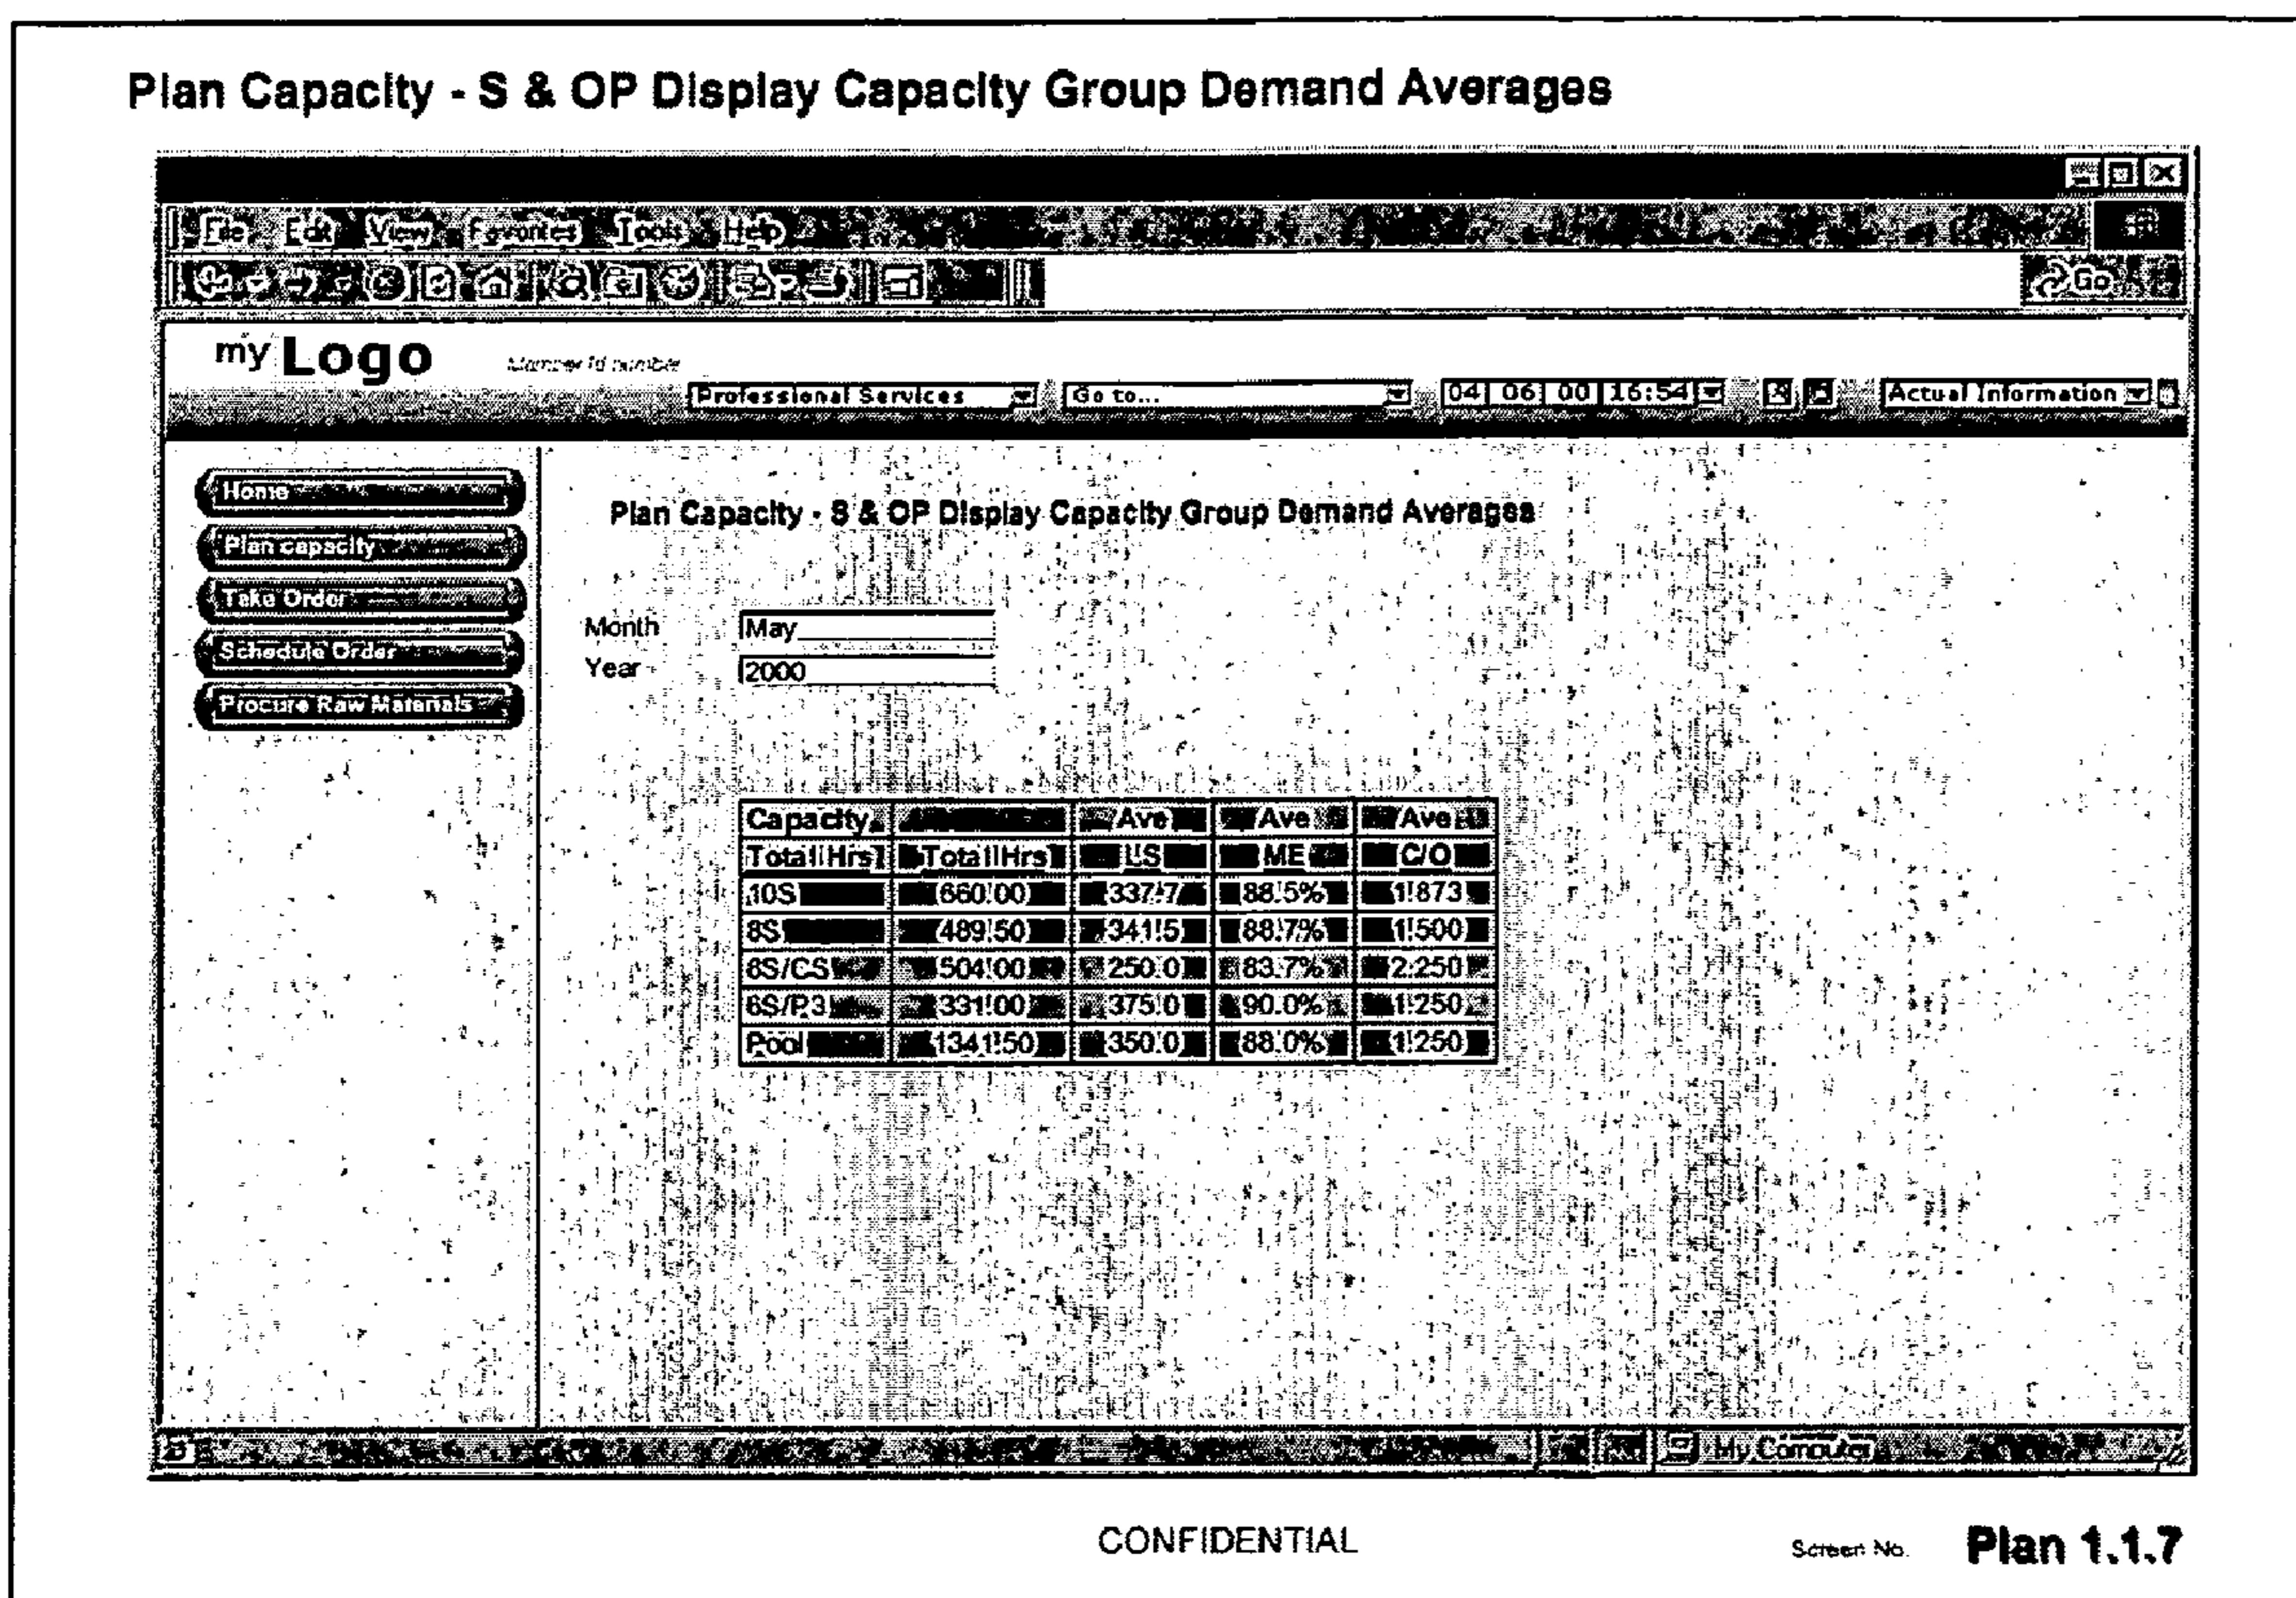 Plan Capacity - S & OP Display Capacity Group Demand Averages
File Edit View Favorites Tools Help
Go
my Logo
Member Id number
Professional Services Go to... 04 06 00 16:54 Actual Information
Home
Plan capacity
Take Order
Schedule Order
Procure Raw Materials
Plan Capacity - S & OP Display Capacity Group Demand Averages
Month May
Year 2000
Capacity Ave Ave Ave
Total Hrs Total Hrs LS ME C/O
10S 660.00 337.7 88.5% 1.873
8S 489.50 341.5 88.7% 1.500
6S/CS 504.00 250.0 83.7% 2.250
6S/P3 331.00 375.0 90.0% 1.250
Pool 1341.50 350.0 88.0% 1.250
My Computer
CONFIDENTIAL
Screen No. Plan 1.1.7